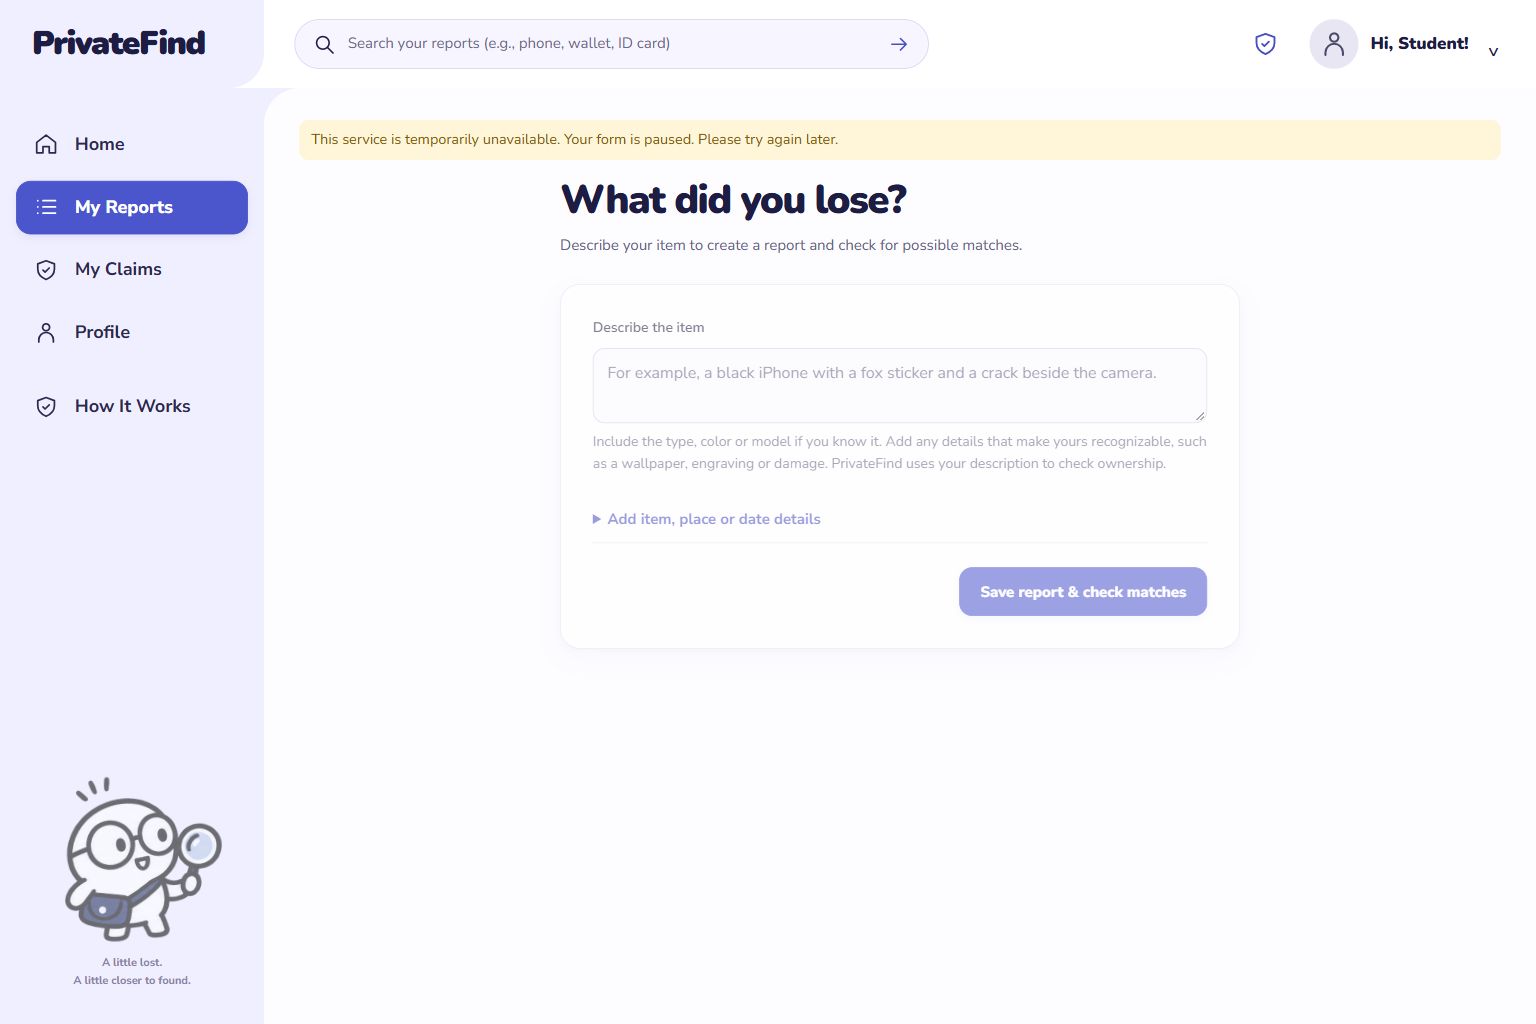 PrivateFind
Search your reports (e.g., phone, wallet, ID card)
Hi, Student!
Home
My Reports
My Claims
Profile
How It Works
This service is temporarily unavailable. Your form is paused. Please try again later.
What did you lose?
Describe your item to create a report and check for possible matches.
Describe the item
For example, a black iPhone with a fox sticker and a crack beside the camera.
Include the type, color or model if you know it. Add any details that make yours recognizable, such
as a wallpaper, engraving or damage. PrivateFind uses your description to check ownership.
Add item, place or date details
Save report & check matches
A little lost.
A little closer to found.